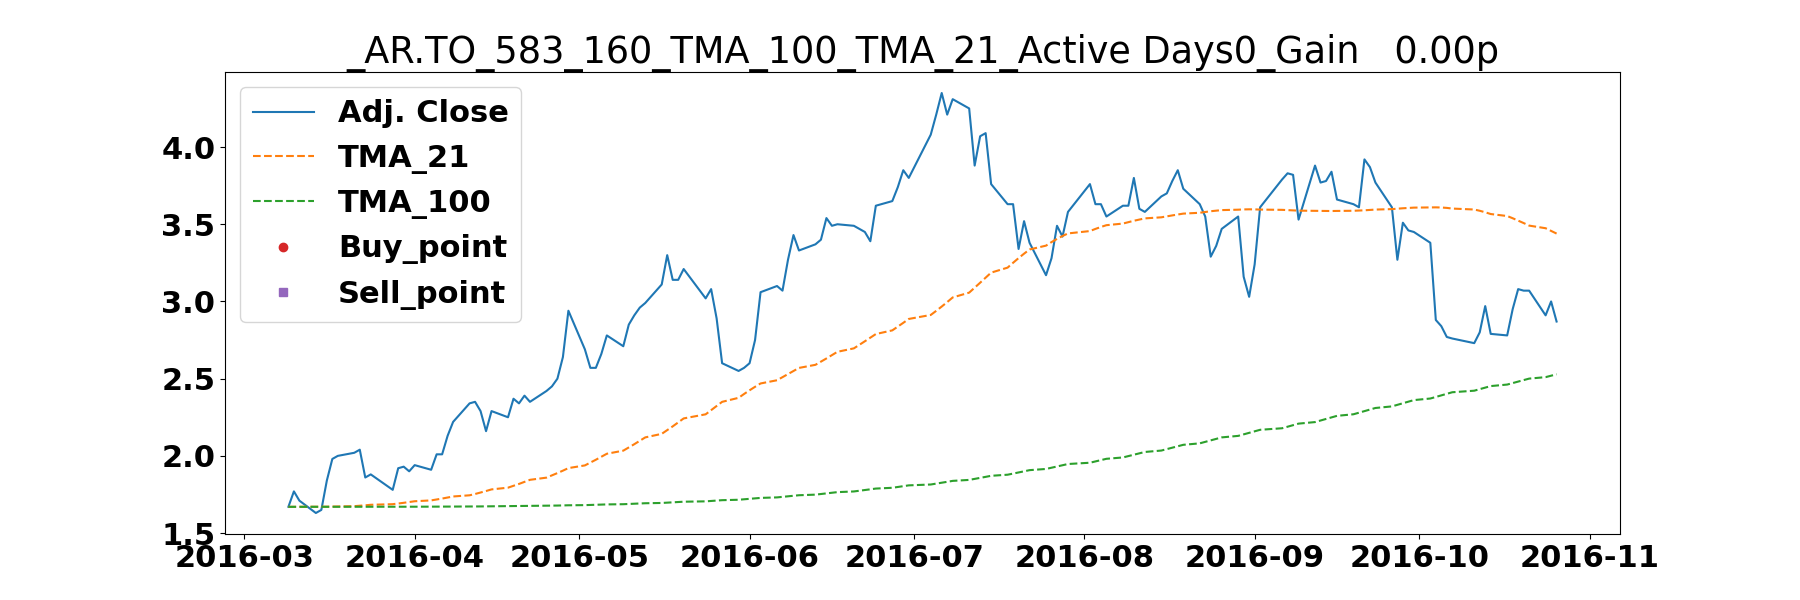 _AR.TO_583_160_TMA_100_TMA_21_Active Days0_Gain   0.00p
Adj. Close
TMA_21
TMA_100
Buy_point
Sell_point
4.0
3.5
3.0
2.5
2.0
1.5
2016-03 2016-04 2016-05 2016-06 2016-07 2016-08 2016-09 2016-10 2016-11